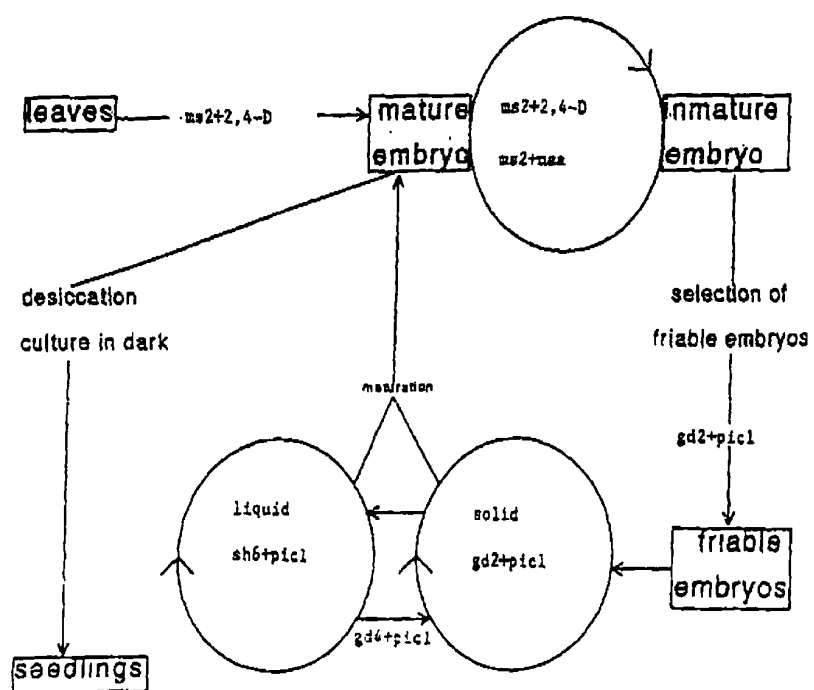 leaves
ms2+2,4-D
mature
embryo
ms2+2,4-D
ms2+naa
inmature
embryo
desiccation
culture in dark
selection of
friable embryos
maturation
gd2+picl
liquid
sh6+picl
solid
gd2+picl
friable
embryos
gd4+picl
seedlings